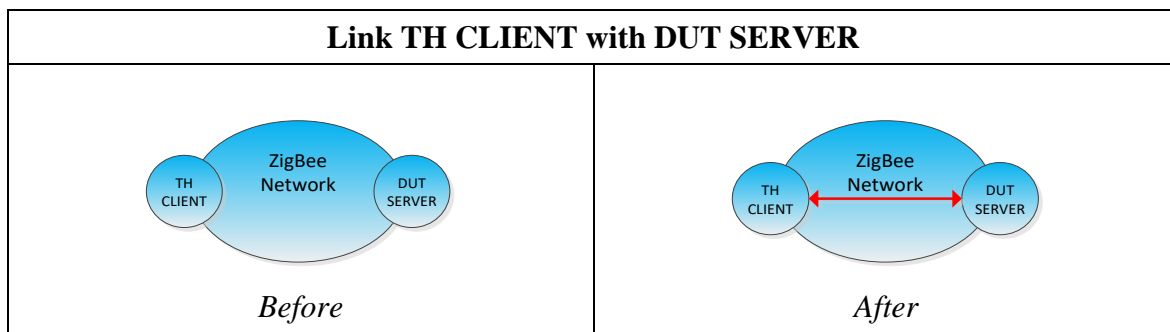 Link TH CLIENT with DUT SERVER
ZigBee
Network
TH
CLIENT
DUT
SERVER
Before
ZigBee
Network
TH
CLIENT
DUT
SERVER
After